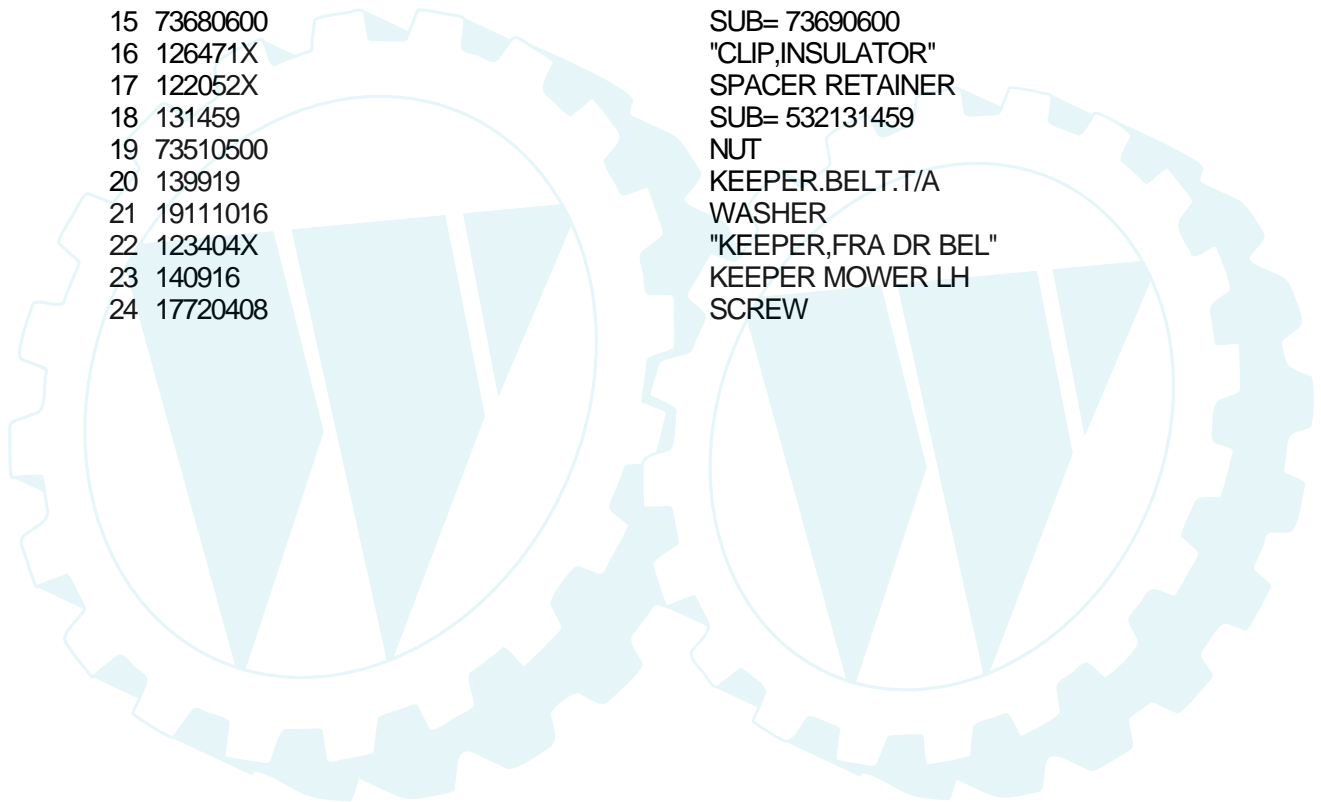 15 73680600 SUB= 73690600
16 126471X "CLIP,INSULATOR"
17 122052X SPACER RETAINER
18 131459 SUB= 532131459
19 73510500 NUT
20 139919 KEEPER.BELT.T/A
21 19111016 WASHER
22 123404X "KEEPER,FRA DR BEL"
23 140916 KEEPER MOWER LH
24 17720408 SCREW